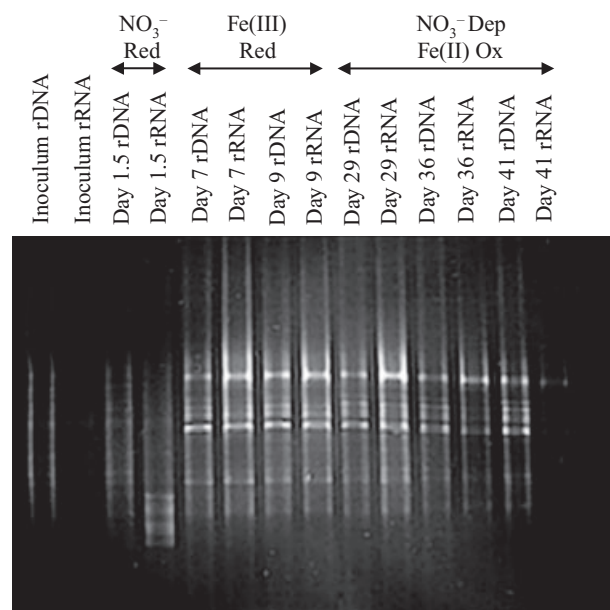 NO₃⁻ Red
Fe(III) Red
NO₃⁻ Dep Fe(II) Ox
Inoculum rDNA
Inoculum rRNA
Day 1.5 rDNA
Day 1.5 rRNA
Day 7 rDNA
Day 7 rRNA
Day 9 rDNA
Day 9 rRNA
Day 29 rDNA
Day 29 rRNA
Day 36 rDNA
Day 36 rRNA
Day 41 rDNA
Day 41 rRNA